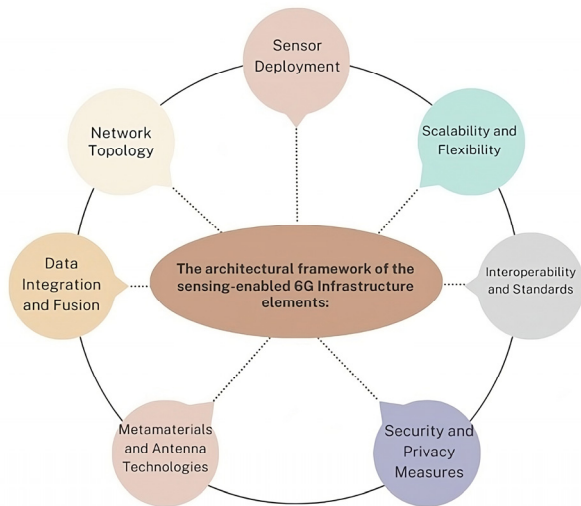 Sensor
Deployment
Network
Topology
Scalability and
Flexibility
Data
Integration
and Fusion
The architectural framework of the
sensing-enabled 6G Infrastructure
elements:
Interoperability
and Standards
Metamaterials
and Antenna
Technologies
Security and
Privacy
Measures